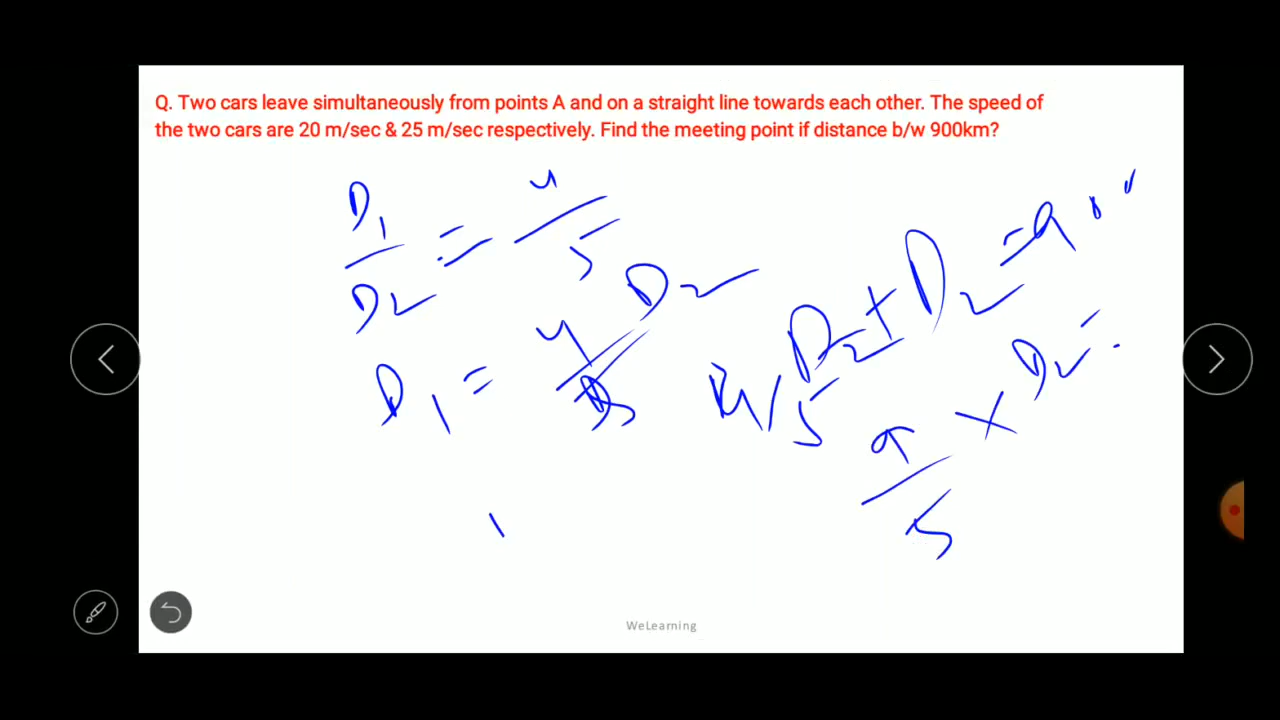 Q. Two cars leave simultaneously from points A and on a straight line towards each other. The speed of
the two cars are 20 m/sec & 25 m/sec respectively. Find the meeting point if distance b/w 900km?
D1/D2 = 4/5
D1 = 4/5 D2
4/5 D2 + D2 = 900
9/5 × D2 =
WeLearning